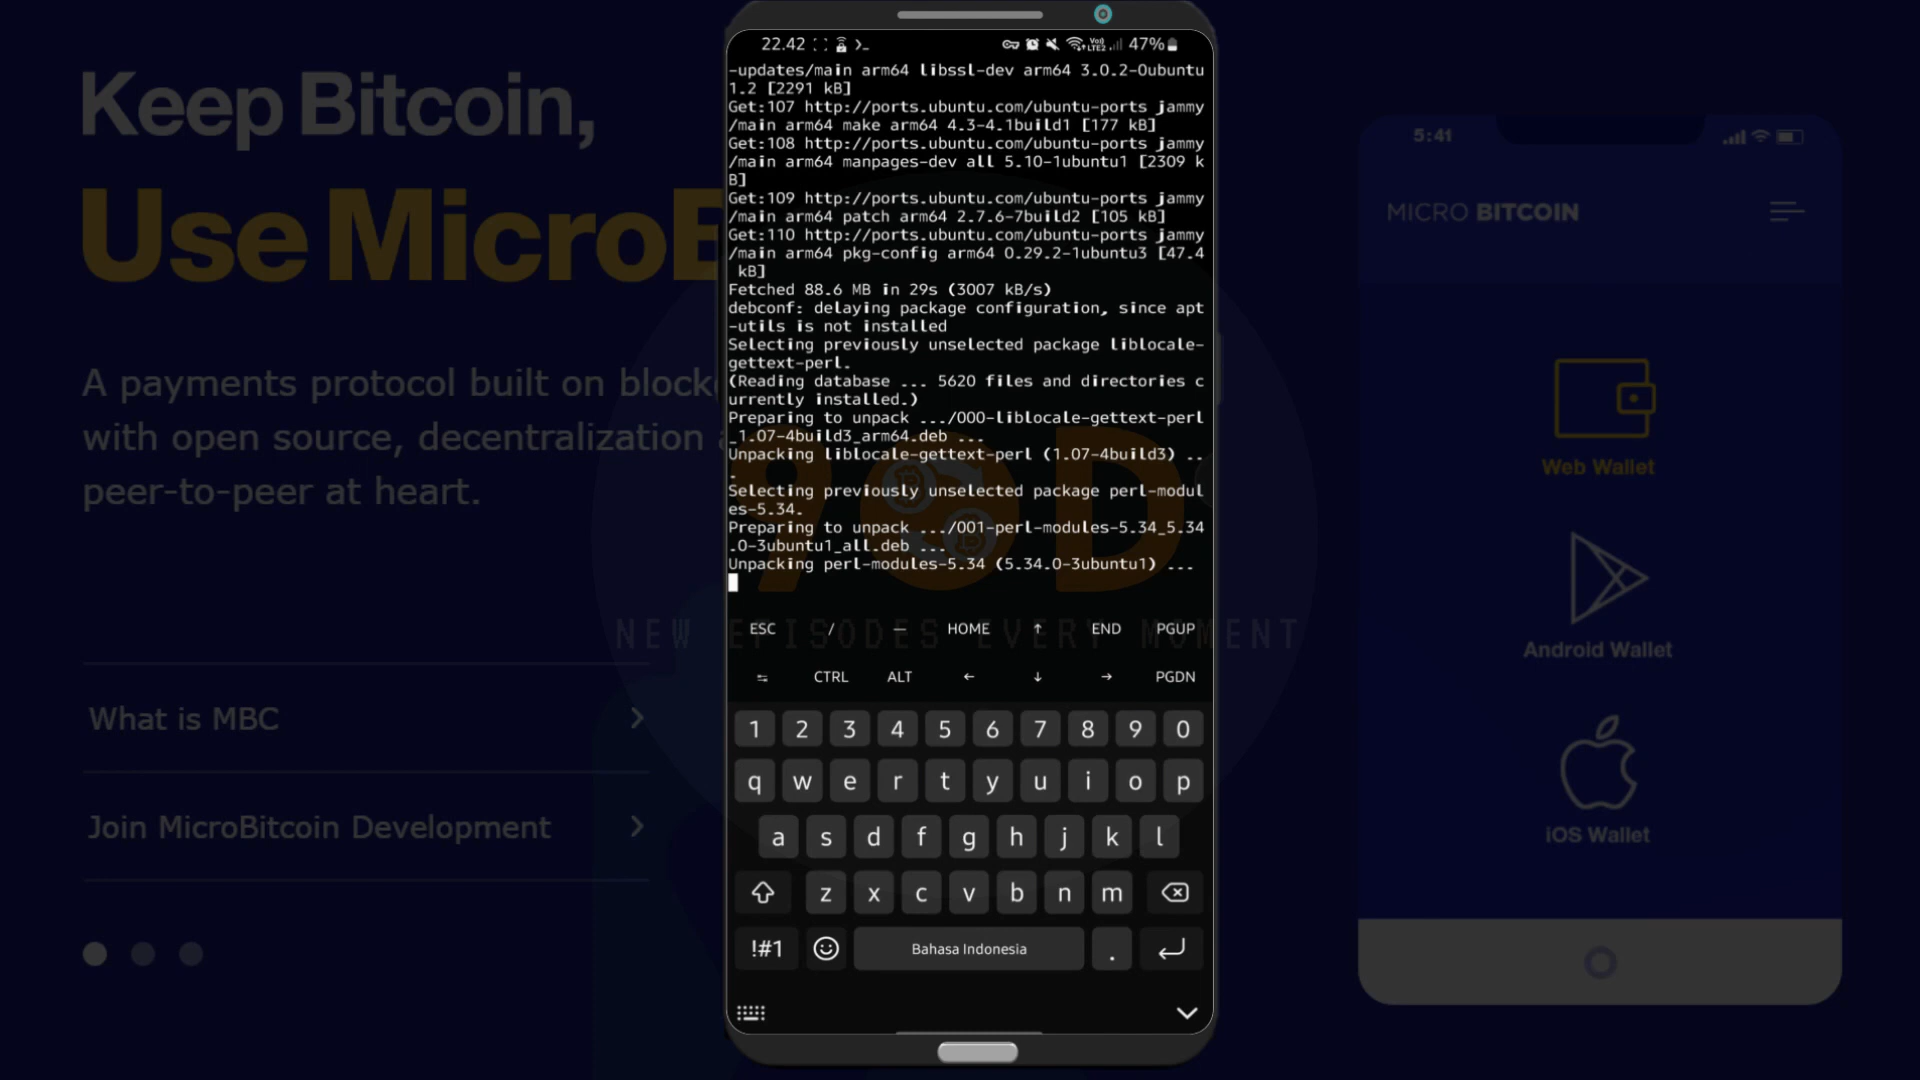 Keep Bitcoin,
Use MicroB
A payments protocol built on block
with open source, decentralization a
peer-to-peer at heart.
What is MBC
Join MicroBitcoin Development
22.42
47%
-updates/main arm64 libssl-dev arm64 3.0.2-0ubuntu
1.2 [2291 kB]
Get:107 http://ports.ubuntu.com/ubuntu-ports jammy
/main arm64 make arm64 4.3-4.1build1 [177 kB]
Get:108 http://ports.ubuntu.com/ubuntu-ports jammy
/main arm64 manpages-dev all 5.10-1ubuntu1 [2309 k
B]
Get:109 http://ports.ubuntu.com/ubuntu-ports jammy
/main arm64 patch arm64 2.7.6-7build2 [105 kB]
Get:110 http://ports.ubuntu.com/ubuntu-ports jammy
/main arm64 pkg-config arm64 0.29.2-1ubuntu3 [47.4
kB]
Fetched 88.6 MB in 29s (3007 kB/s)
debconf: delaying package configuration, since apt
-utils is not installed
Selecting previously unselected package liblocale-
gettext-perl.
(Reading database ... 5620 files and directories c
urrently installed.)
Preparing to unpack .../000-liblocale-gettext-perl
_1.07-4build3_arm64.deb ...
Unpacking liblocale-gettext-perl (1.07-4build3) ..
.
Selecting previously unselected package perl-modul
es-5.34.
Preparing to unpack .../001-perl-modules-5.34_5.34
.0-3ubuntu1_all.deb ...
Unpacking perl-modules-5.34 (5.34.0-3ubuntu1) ...
90D
NEW EPISODES EVERY MOMENT
ESC / — HOME ↑ END PGUP
⇆ CTRL ALT ← ↓ → PGDN
1 2 3 4 5 6 7 8 9 0
q w e r t y u i o p
a s d f g h j k l
z x c v b n m
!#1 Bahasa Indonesia .
5:41
MICRO BITCOIN
Web Wallet
Android Wallet
iOS Wallet